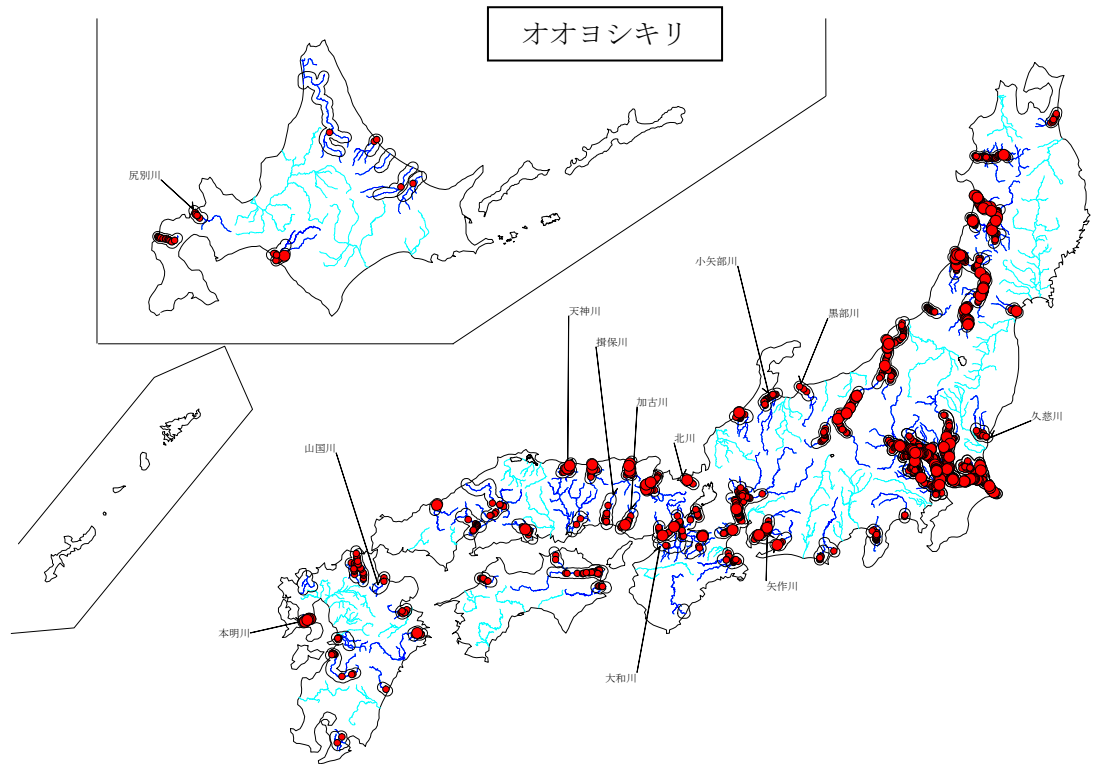 オオヨシキリ
尻別川
小矢部川
天神川
黒部川
揖保川
加古川
久慈川
北川
山国川
矢作川
本明川
大和川